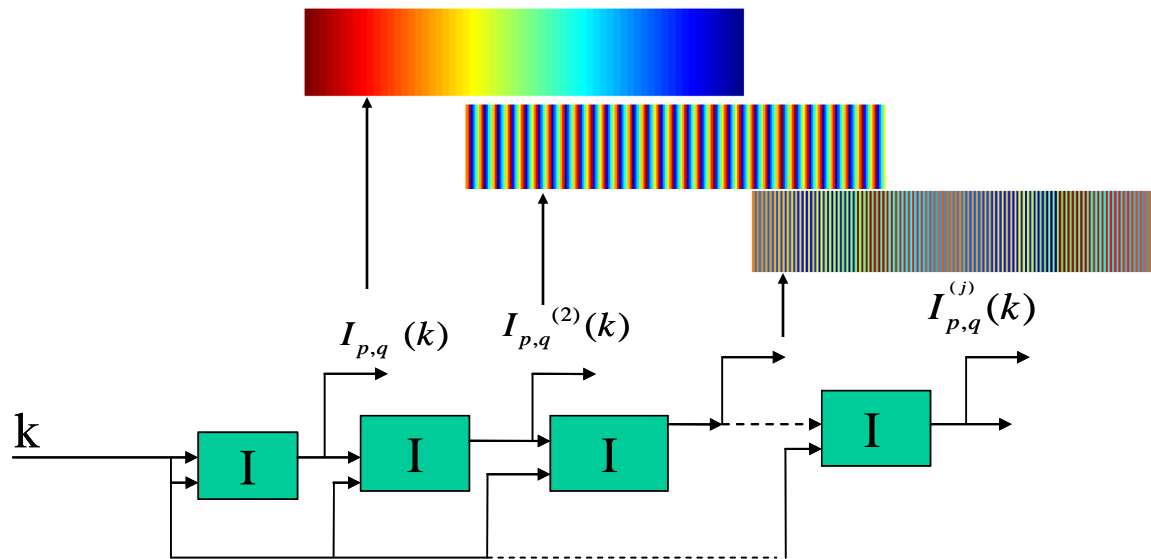 I_{p,q} (k)
I_{p,q}^{(2)}(k)
I_{p,q}^{(j)}(k)
k
I
I
I
I